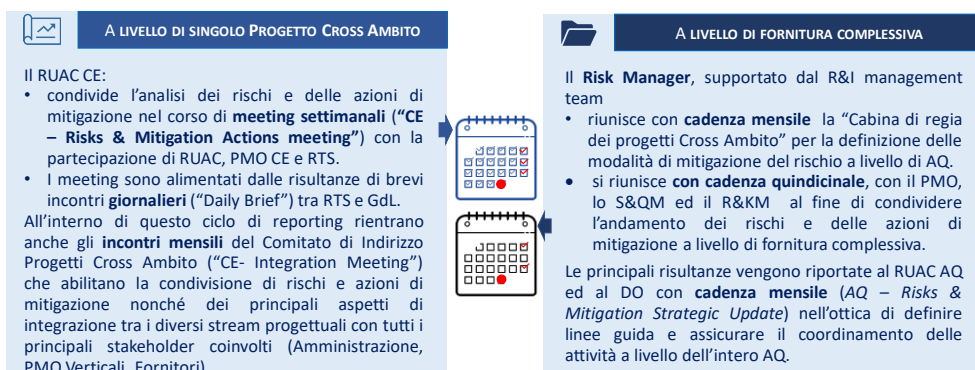 A LIVELLO DI SINGOLO PROGETTO CROSS AMBITO
Il RUAC CE:
• condivide l'analisi dei rischi e delle azioni di
mitigazione nel corso di meeting settimanali ("CE
– Risks & Mitigation Actions meeting") con la
partecipazione di RUAC, PMO CE e RTS.
• I meeting sono alimentati dalle risultanze di brevi
incontri giornalieri ("Daily Brief") tra RTS e GdL.
All'interno di questo ciclo di reporting rientrano
anche gli incontri mensili del Comitato di Indirizzo
Progetti Cross Ambito ("CE- Integration Meeting")
che abilitano la condivisione di rischi e azioni di
mitigazione nonché dei principali aspetti di
integrazione tra i diversi stream progettuali con tutti i
principali stakeholder coinvolti (Amministrazione,
PMO Verticali, Fornitori)
A LIVELLO DI FORNITURA COMPLESSIVA
Il Risk Manager, supportato dal R&I management
team
• riunisce con cadenza mensile la "Cabina di regia
dei progetti Cross Ambito" per la definizione delle
modalità di mitigazione del rischio a livello di AQ.
• si riunisce con cadenza quindicinale, con il PMO,
lo S&QM ed il R&KM al fine di condividere
l'andamento dei rischi e delle azioni di
mitigazione a livello di fornitura complessiva.
Le principali risultanze vengono riportate al RUAC AQ
ed al DO con cadenza mensile (AQ – Risks &
Mitigation Strategic Update) nell'ottica di definire
linee guida e assicurare il coordinamento delle
attività a livello dell'intero AQ.